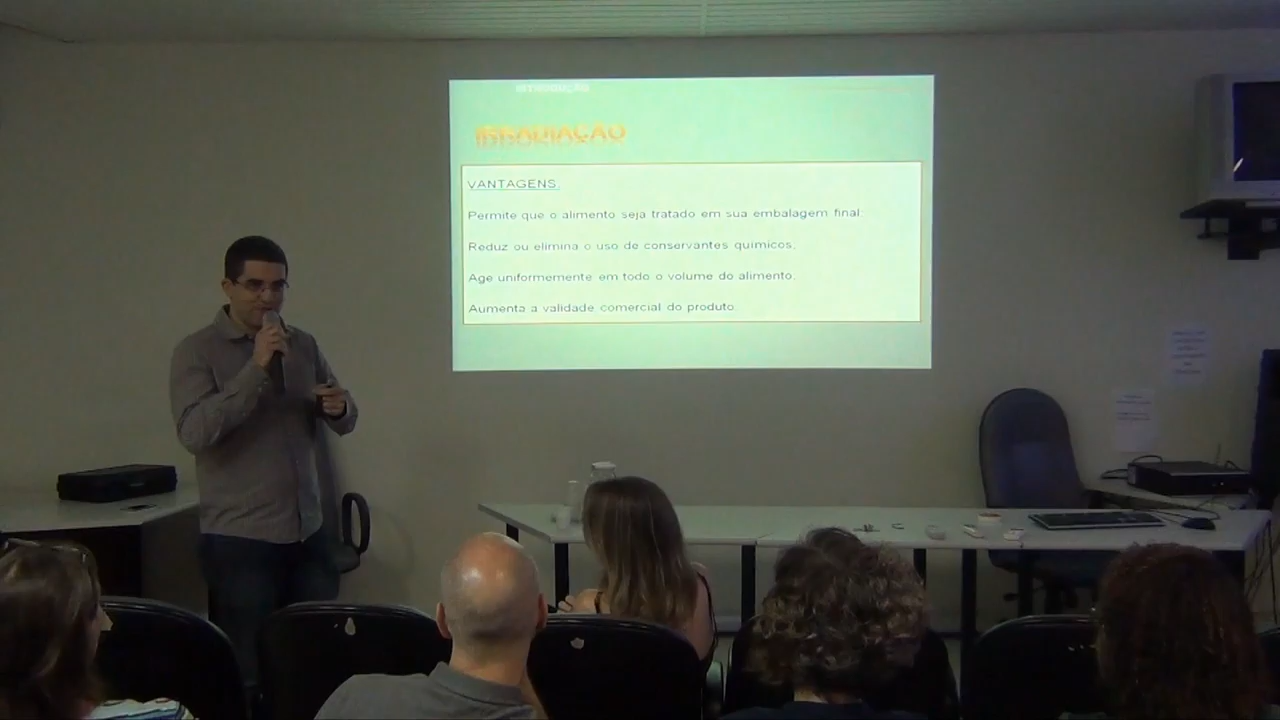 INTRODUÇÃO
IRRADIAÇÃO
VANTAGENS:
Permite que o alimento seja tratado em sua embalagem final.
Reduz ou elimina o uso de conservantes químicos;
Age uniformemente em todo o volume do alimento;
Aumenta a validade comercial do produto.